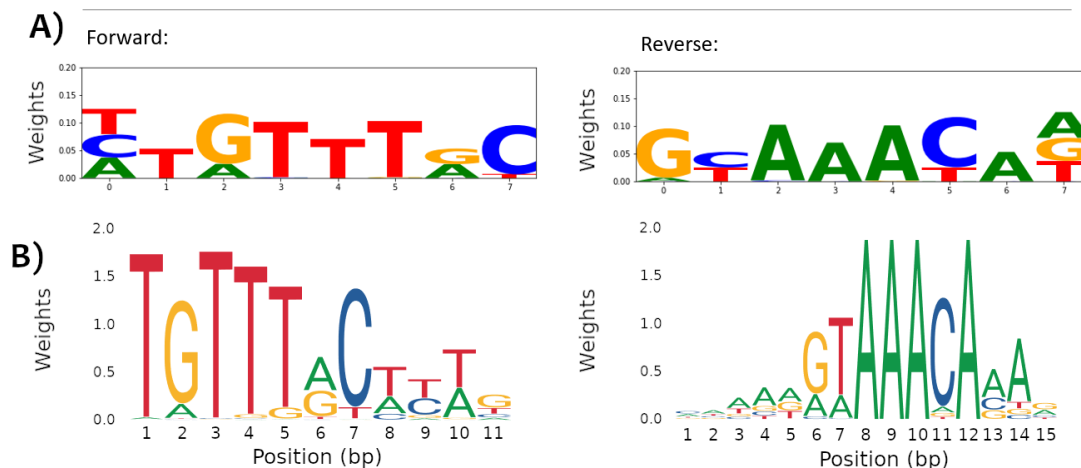 A)
Forward:
Reverse:
Weights
0.20
0.15
0.10
0.05
0.00
T C A T G A T T T G A C T
0 1 2 3 4 5 6 7
Weights
0.20
0.15
0.10
0.05
0.00
G A C T A A A C T A A G T
0 1 2 3 4 5 6 7
B)
Weights
2.0
1.5
1.0
0.5
0.0
T G A T T T G A G C T T A T C T A G
1 2 3 4 5 6 7 8 9 10 11
Position (bp)
Weights
2.0
1.5
1.0
0.5
0.0
A A A G A T A A A A C A A C G A
1 2 3 4 5 6 7 8 9 10 11 12 13 14 15
Position (bp)